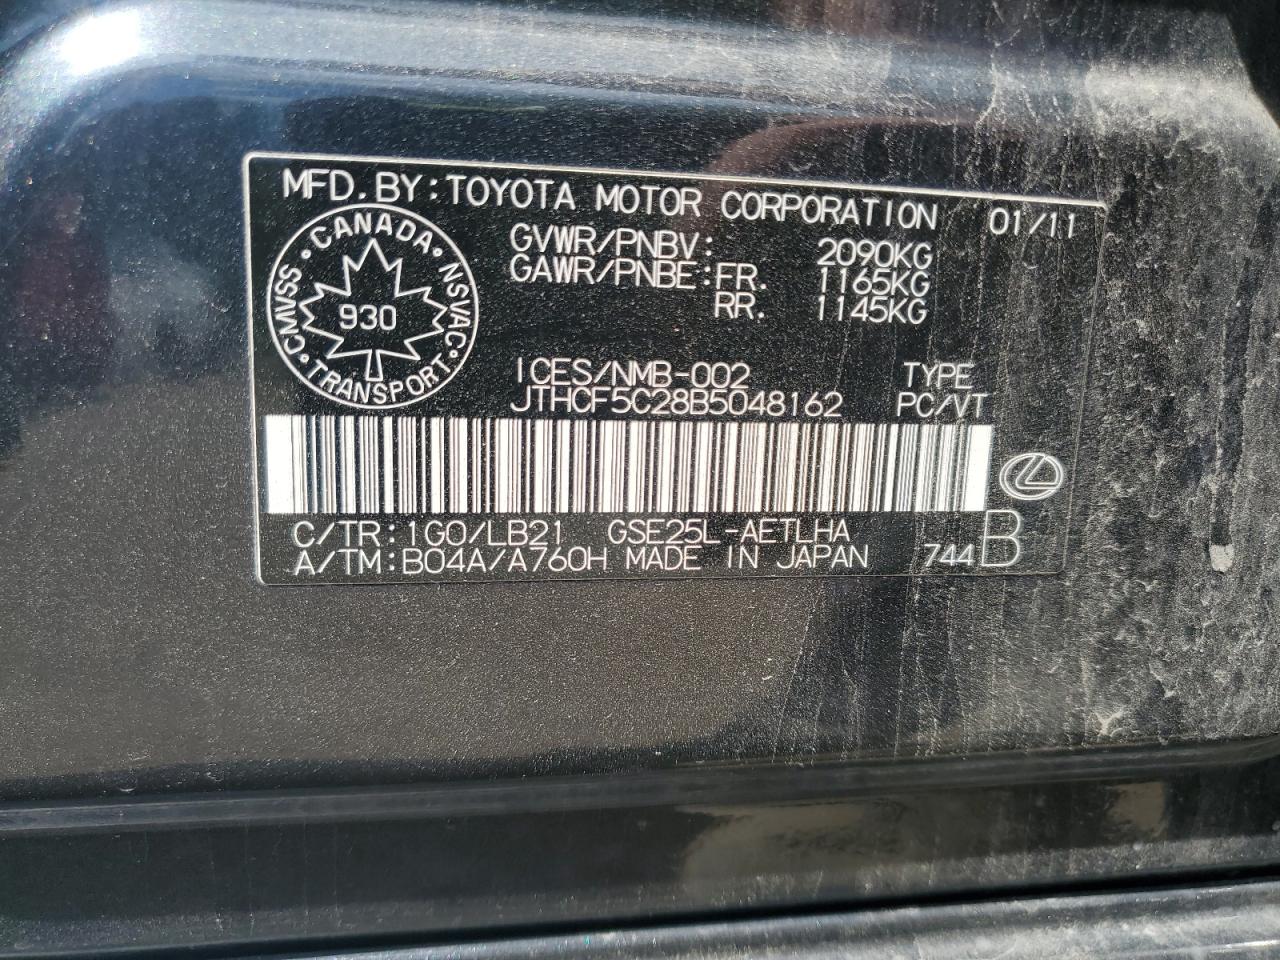 MFD.BY:TOYOTA MOTOR CORPORATION 01/11
GVWR/PNBV: 2090KG
GAWR/PNBE:FR. 1165KG
RR. 1145KG
CANADA
CMVSS 930 NSVAC
TRANSPORT
ICES/NMB-002 TYPE
JTHCF5C28B5048162 PC/VT
C/TR:1G0/LB21 GSE25L-AETLHA
A/TM:B04A/A760H MADE IN JAPAN 744 B